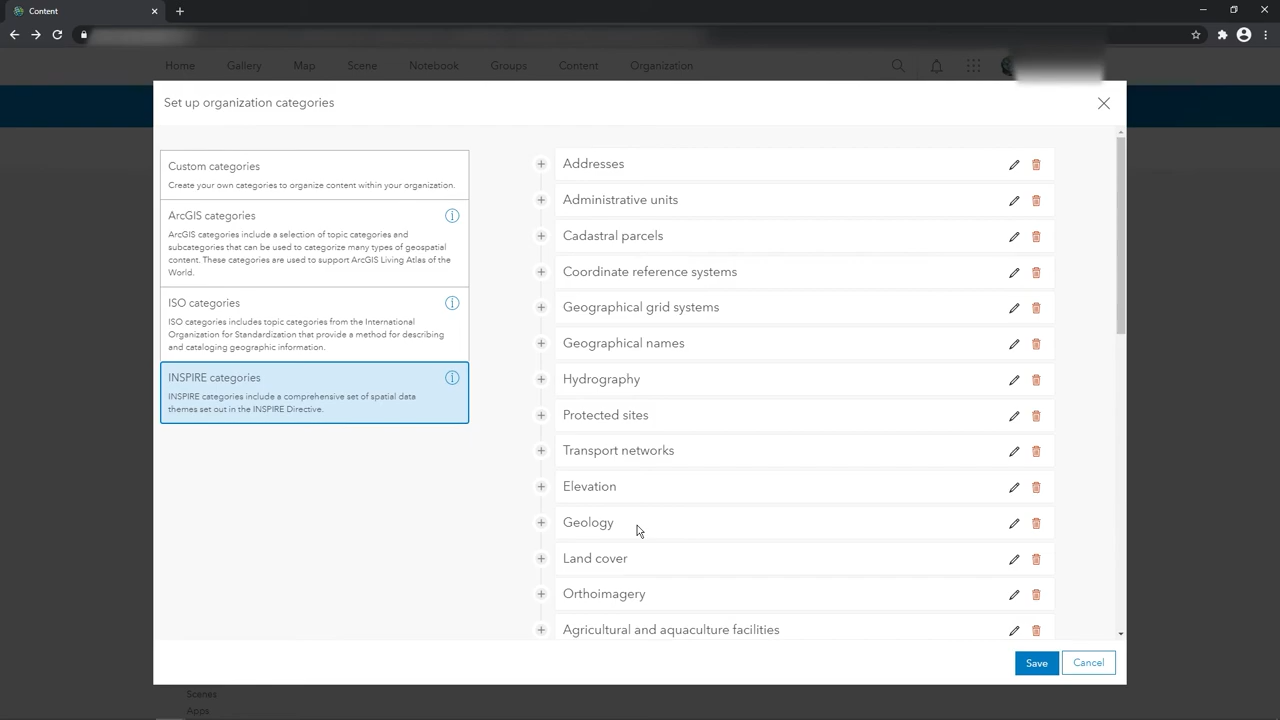 Content
Home
Gallery
Map
Scene
Notebook
Groups
Content
Organization
Set up organization categories
Custom categories
Create your own categories to organize content within your organization.
ArcGIS categories
ArcGIS categories include a selection of topic categories and
subcategories that can be used to categorize many types of geospatial
content. These categories are used to support ArcGIS Living Atlas of the
World.
ISO categories
ISO categories includes topic categories from the International
Organization for Standardization that provide a method for describing
and cataloging geographic information.
INSPIRE categories
INSPIRE categories include a comprehensive set of spatial data
themes set out in the INSPIRE Directive.
Addresses
Administrative units
Cadastral parcels
Coordinate reference systems
Geographical grid systems
Geographical names
Hydrography
Protected sites
Transport networks
Elevation
Geology
Land cover
Orthoimagery
Agricultural and aquaculture facilities
Save
Cancel
Scenes
Apps